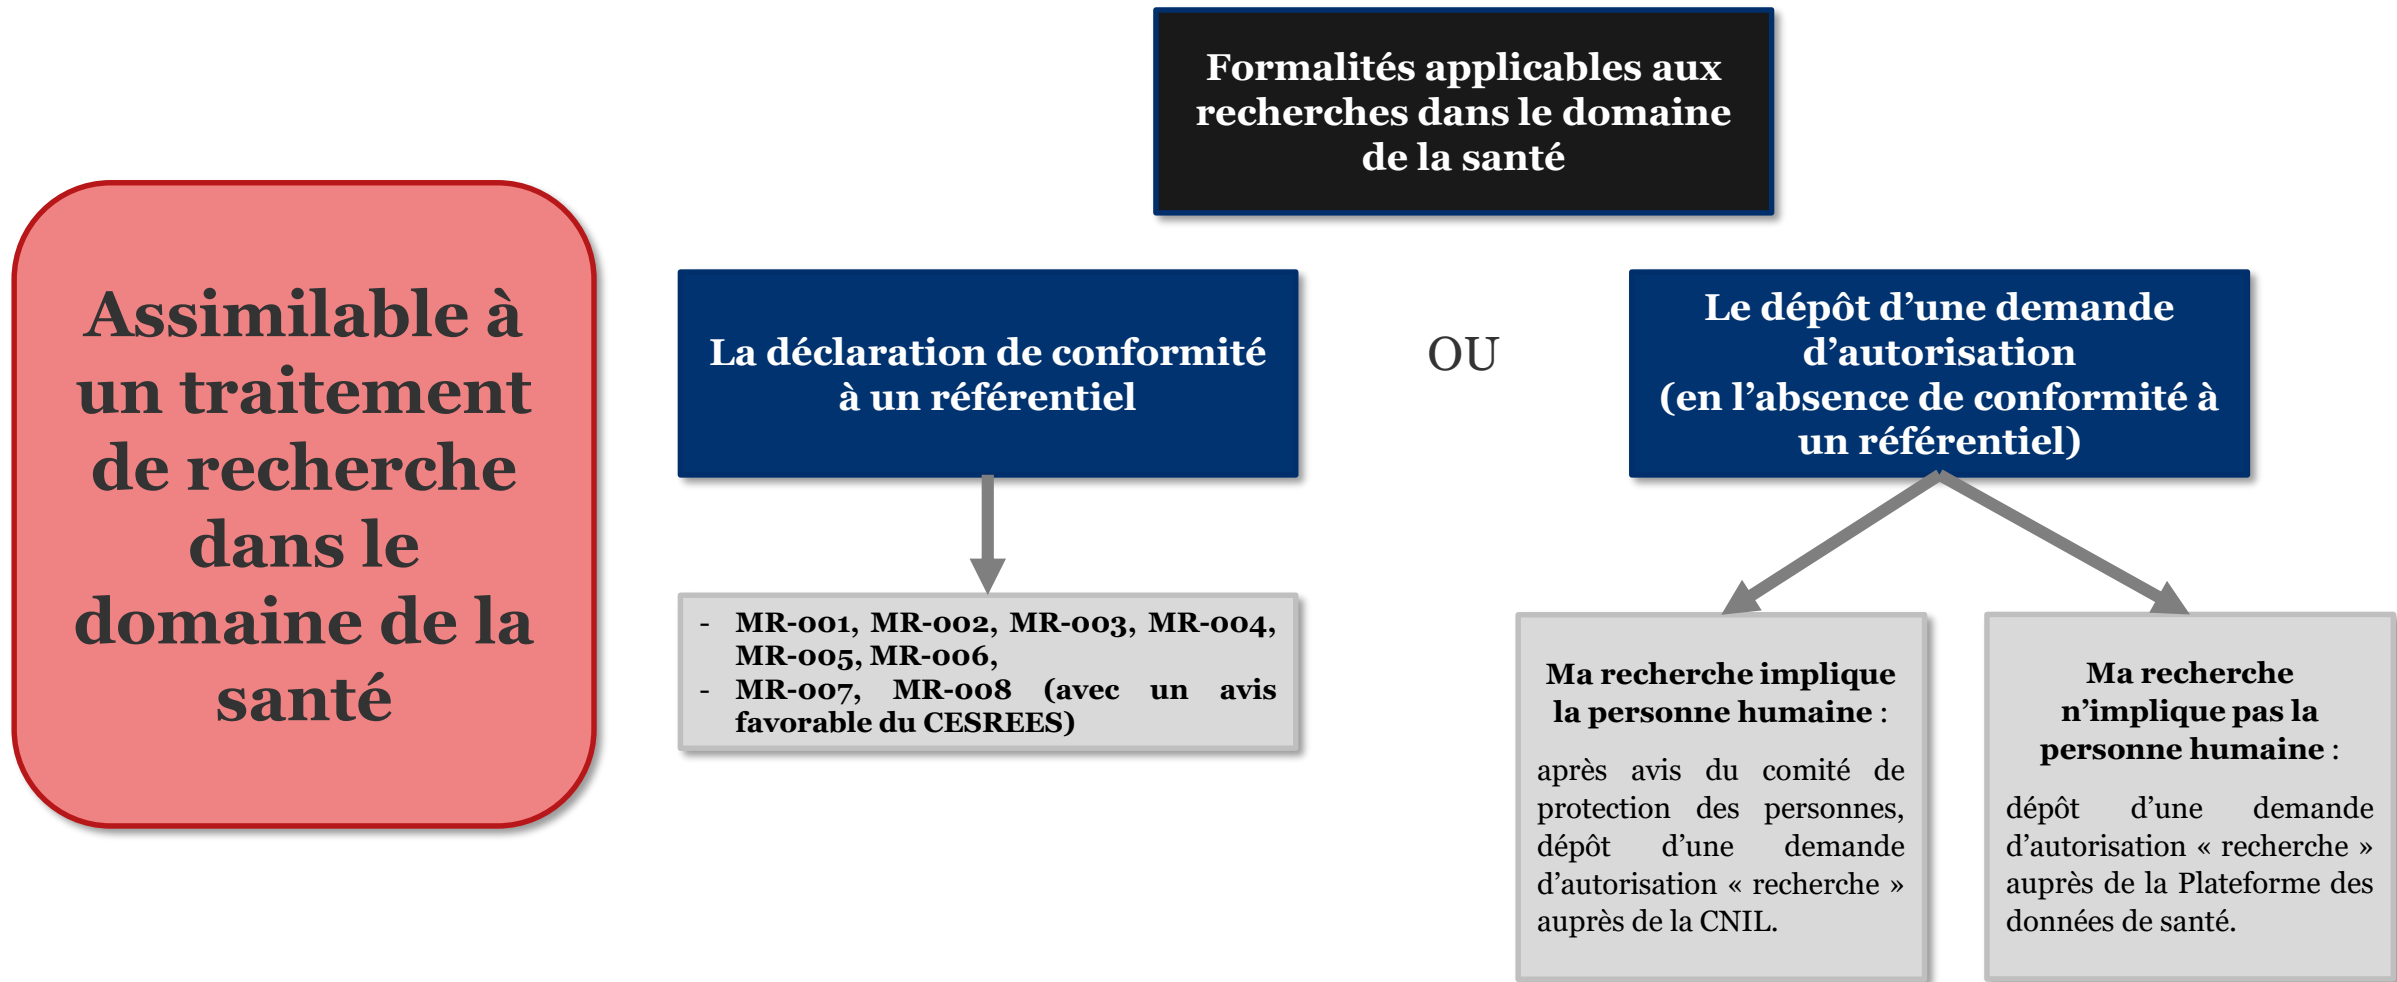 Formalités applicables aux
recherches dans le domaine
de la santé
Assimilable à
un traitement
de recherche
dans le
domaine de la
santé
La déclaration de conformité
à un référentiel
OU
Le dépôt d’une demande
d’autorisation
(en l’absence de conformité à
un référentiel)
- MR-001, MR-002, MR-003, MR-004,
MR-005, MR-006,
- MR-007, MR-008 (avec un avis
favorable du CESREES)
Ma recherche implique
la personne humaine :
après avis du comité de
protection des personnes,
dépôt d’une demande
d’autorisation « recherche »
auprès de la CNIL.
Ma recherche
n’implique pas la
personne humaine :
dépôt d’une demande
d’autorisation « recherche »
auprès de la Plateforme des
données de santé.